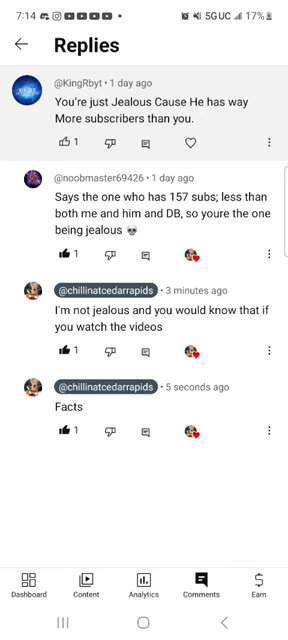 7:14 5G UC 17%
Replies
@KingRbyt • 1 day ago
You're just Jealous Cause He has way
More subscribers than you.
1
@noobmaster69426 • 1 day ago
Says the one who has 157 subs; less than
both me and him and DB, so youre the one
being jealous 💀
1
@chillinatcedarrapids • 3 minutes ago
I'm not jealous and you would know that if
you watch the videos
1
@chillinatcedarrapids • 5 seconds ago
Facts
1
Dashboard Content Analytics Comments Earn